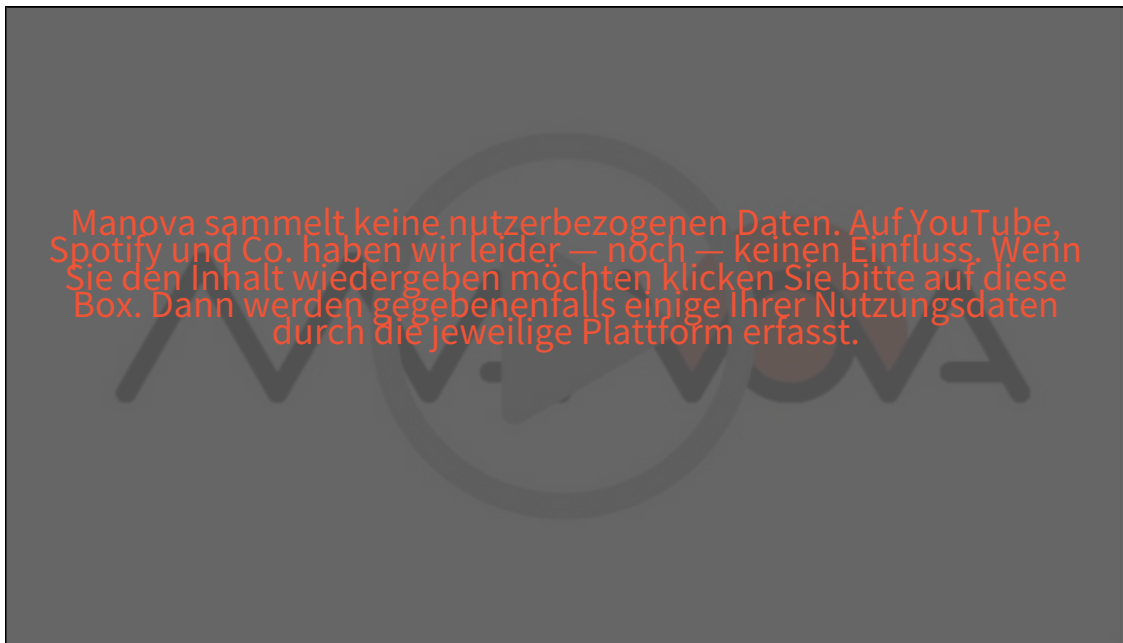 Manova sammelt keine nutzerbezogenen Daten. Auf YouTube,
Spotify und Co. haben wir leider — noch — keinen Einfluss. Wenn
Sie den Inhalt wiedergeben möchten klicken Sie bitte auf diese
Box. Dann werden gegebenenfalls einige Ihrer Nutzungsdaten
durch die jeweilige Plattform erfasst.
MANOVA